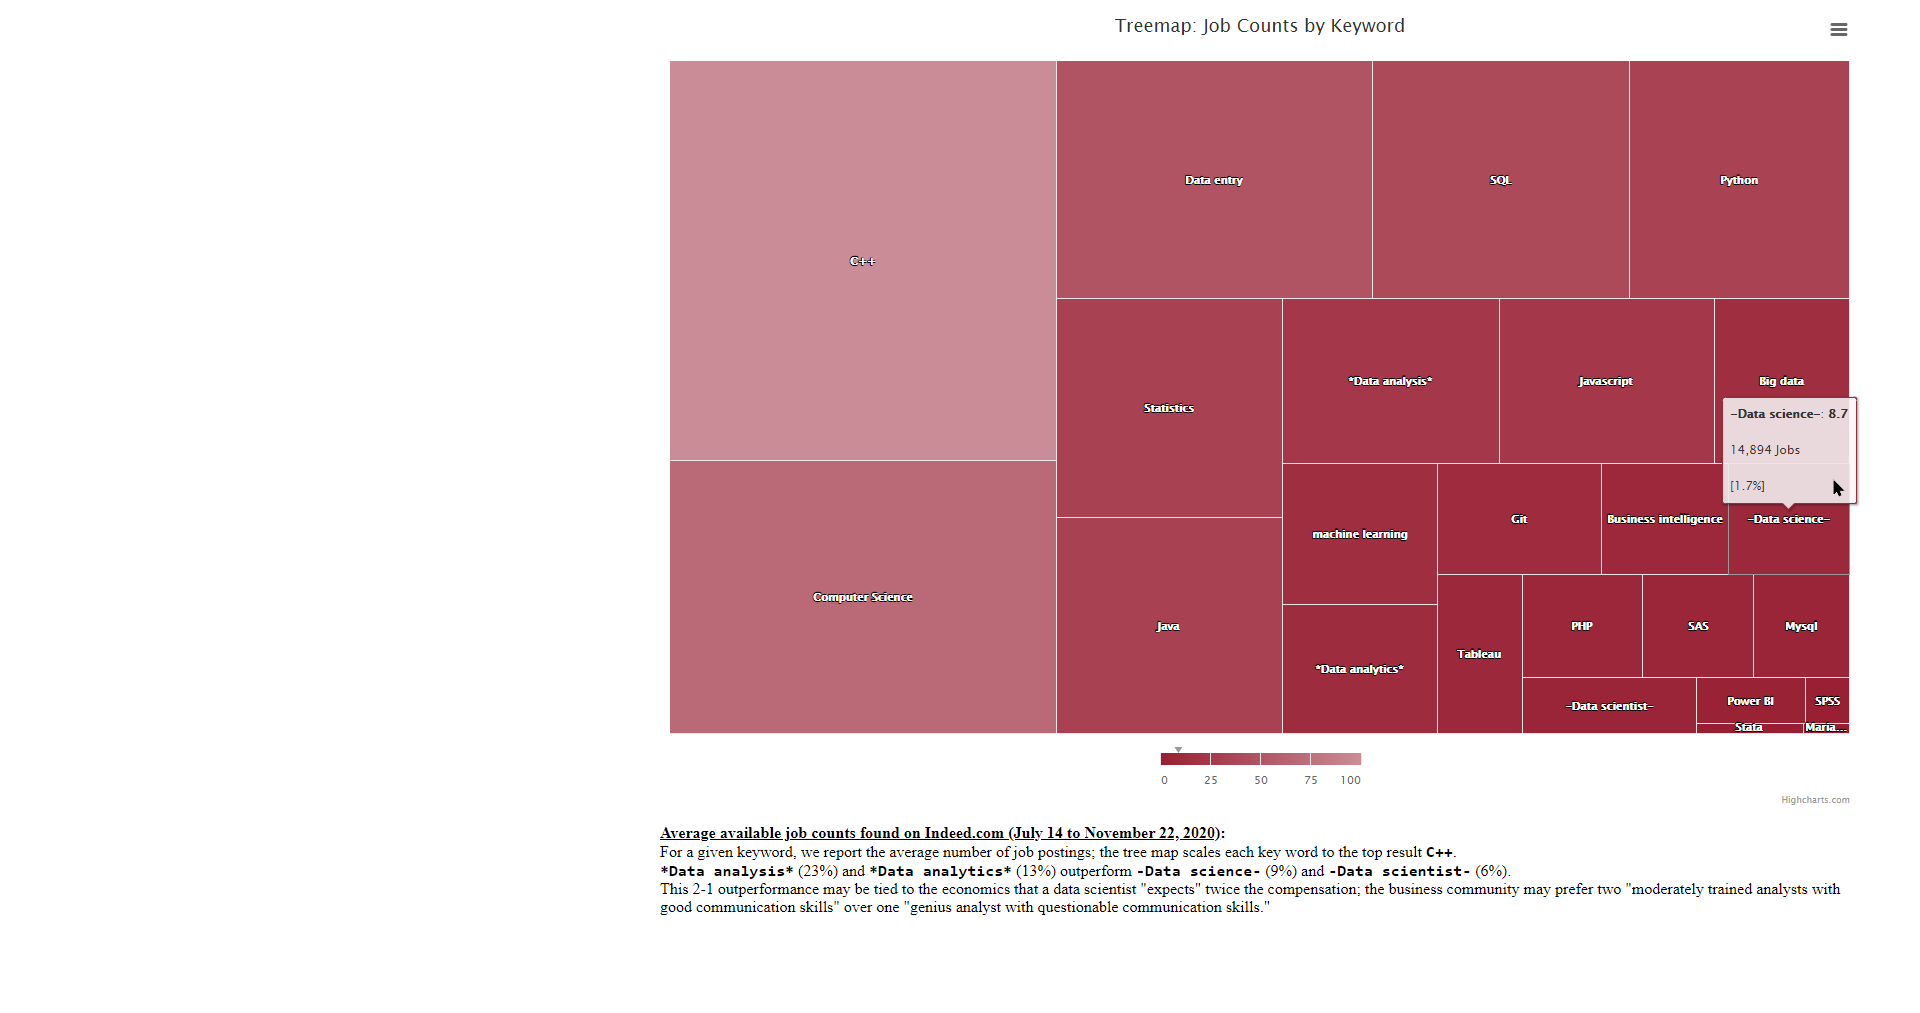 Treemap: Job Counts by Keyword
C++
Data entry
SQL
Python
Statistics
*Data analysis*
Javascript
Big data
-Data science-: 8.7
14,894 Jobs
[1.7%]
machine learning
Git
Business intelligence
-Data science-
Computer Science
Java
*Data analytics*
Tableau
PHP
SAS
Mysql
-Data scientist-
Power BI
SPSS
Stata
Maria...
0 25 50 75 100
Highcharts.com
Average available job counts found on Indeed.com (July 14 to November 22, 2020):
For a given keyword, we report the average number of job postings; the tree map scales each key word to the top result C++.
*Data analysis* (23%) and *Data analytics* (13%) outperform -Data science- (9%) and -Data scientist- (6%).
This 2-1 outperformance may be tied to the economics that a data scientist "expects" twice the compensation; the business community may prefer two "moderately trained analysts with
good communication skills" over one "genius analyst with questionable communication skills."